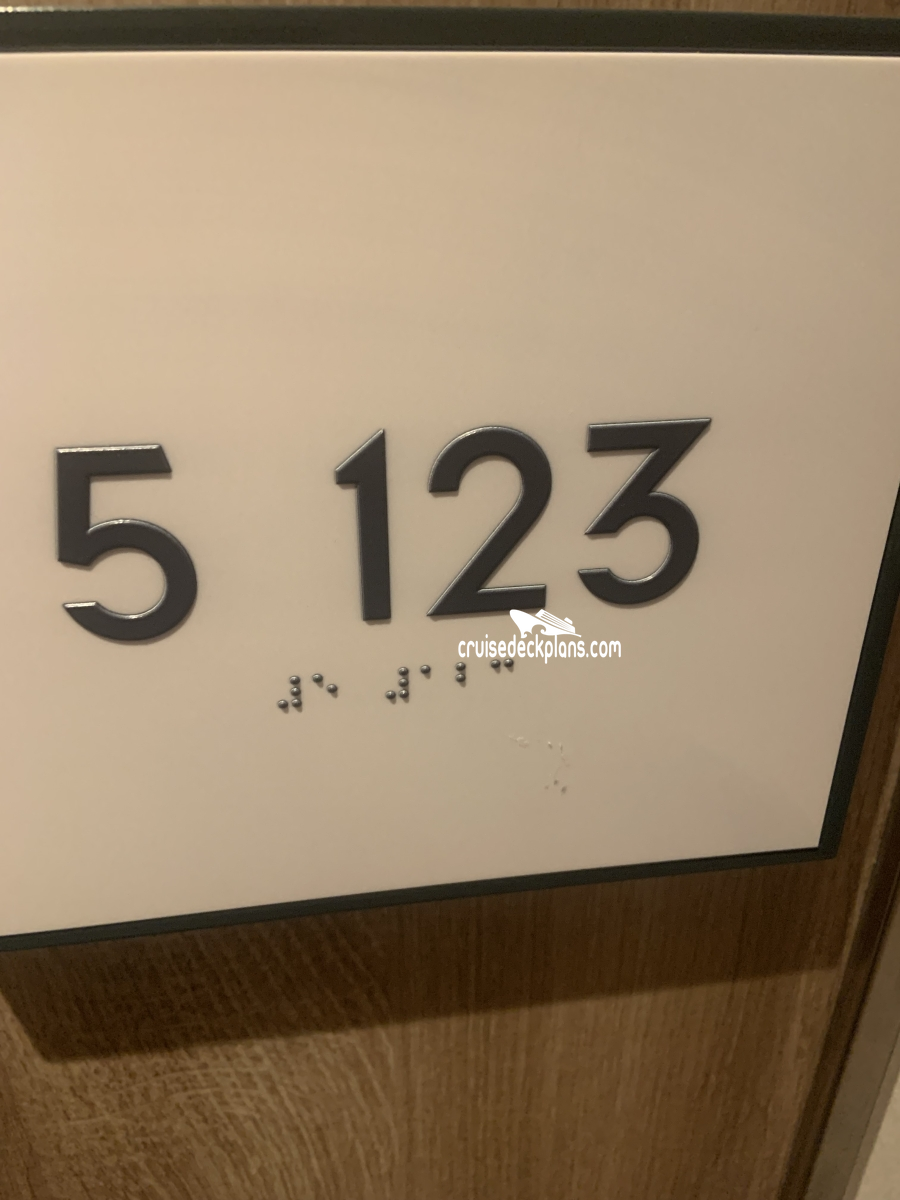 5 123
cruisedeckplans.com
⠼⠑ ⠼⠁⠃⠉